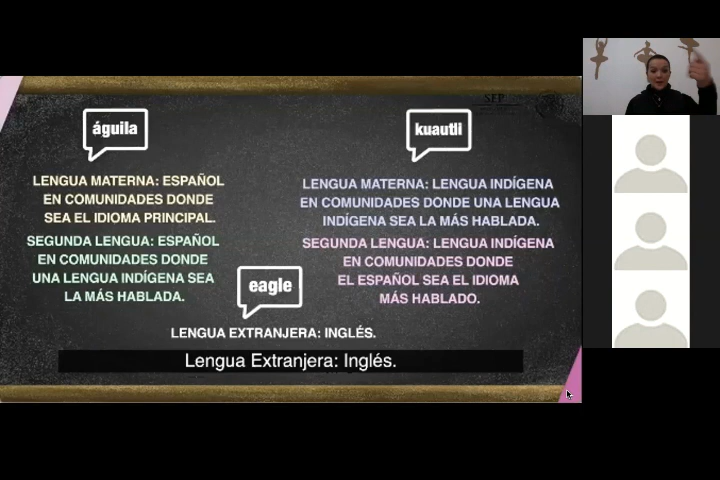 SEP
águila
LENGUA MATERNA: ESPAÑOL
EN COMUNIDADES DONDE
SEA EL IDIOMA PRINCIPAL.
SEGUNDA LENGUA: ESPAÑOL
EN COMUNIDADES DONDE
UNA LENGUA INDÍGENA SEA
LA MÁS HABLADA.
kuautli
LENGUA MATERNA: LENGUA INDÍGENA
EN COMUNIDADES DONDE UNA LENGUA
INDÍGENA SEA LA MÁS HABLADA.
SEGUNDA LENGUA: LENGUA INDÍGENA
EN COMUNIDADES DONDE
EL ESPAÑOL SEA EL IDIOMA
MÁS HABLADO.
eagle
LENGUA EXTRANJERA: INGLÉS.
Lengua Extranjera: Inglés.